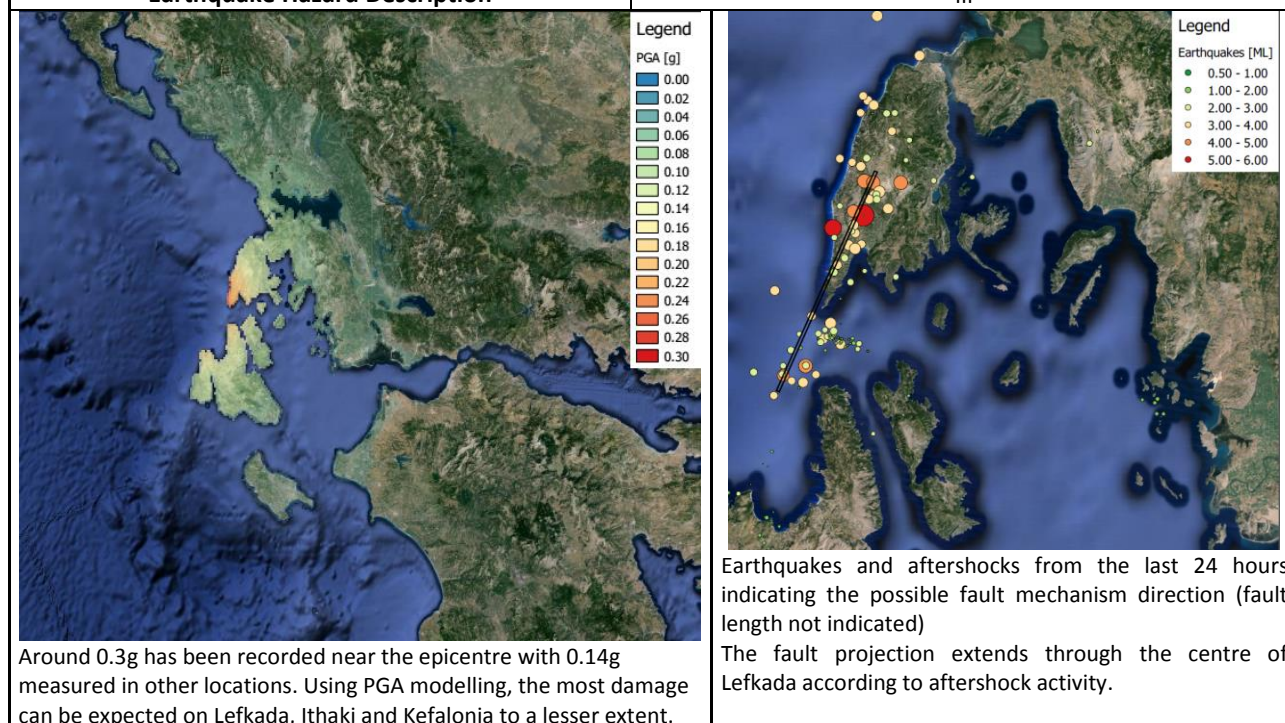 Earthquake Hazard Description
m
Legend
PGA [g]
0.00
0.02
0.04
0.06
0.08
0.10
0.12
0.14
0.16
0.18
0.20
0.22
0.24
0.26
0.28
0.30
Around 0.3g has been recorded near the epicentre with 0.14g
measured in other locations. Using PGA modelling, the most damage
can be expected on Lefkada. Ithaki and Kefalonia to a lesser extent.
Legend
Earthquakes [ML]
0.50 - 1.00
1.00 - 2.00
2.00 - 3.00
3.00 - 4.00
4.00 - 5.00
5.00 - 6.00
Earthquakes and aftershocks from the last 24 hours
indicating the possible fault mechanism direction (fault
length not indicated)
The fault projection extends through the centre of
Lefkada according to aftershock activity.